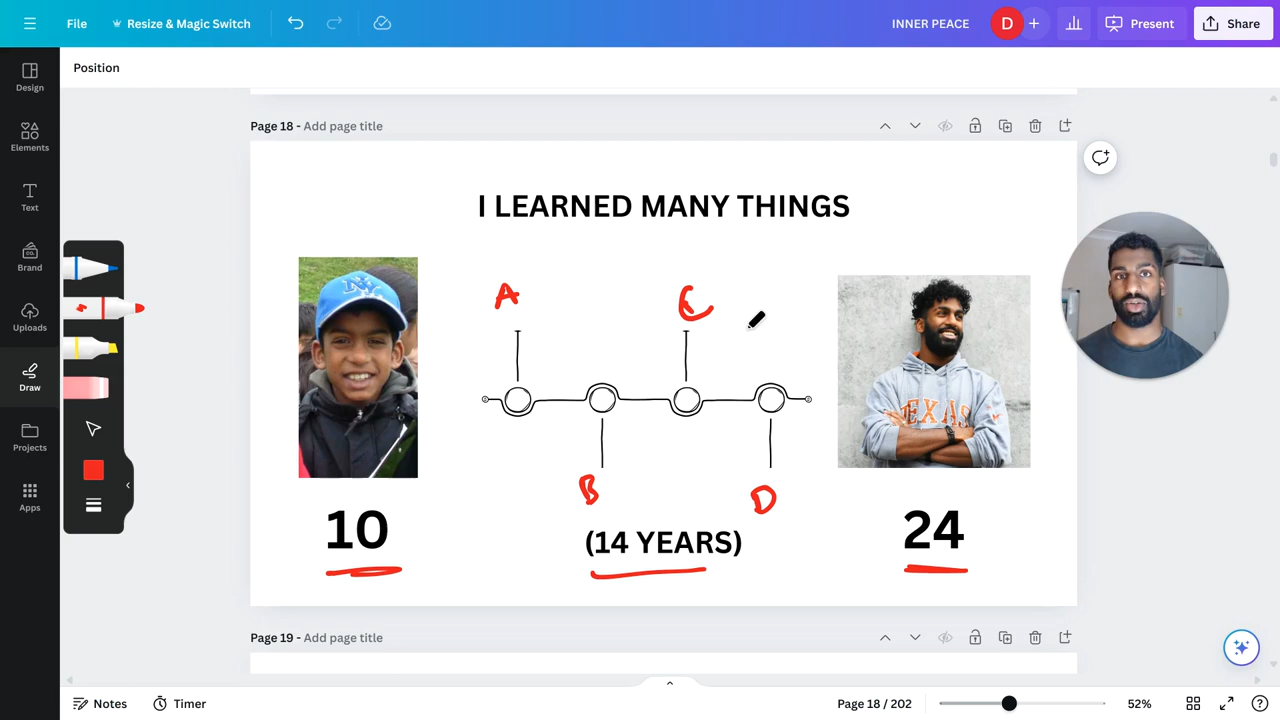 File
Resize & Magic Switch
INNER PEACE
D
Present
Share
Position
Design
Elements
Text
Brand
Uploads
Draw
Projects
Apps
Page 18 - Add page title
I LEARNED MANY THINGS
NY
A
C
TEXAS
B
D
10
(14 YEARS)
24
Page 19 - Add page title
Notes
Timer
Page 18 / 202
52%